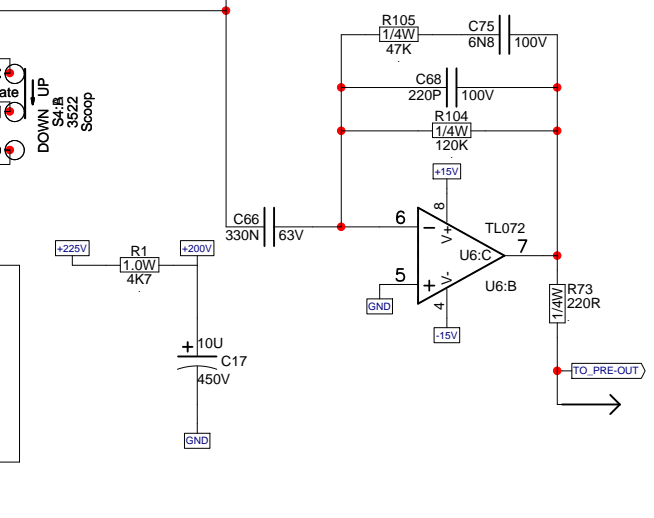 R105
1/4W
47K
C75
6N8
100V
C68
220P
100V
R104
1/4W
120K
ate
DOWN UP
3522
Scoop
+15V
8
C66
330N
63V
6
−
V+
TL072
7
U6:C
5
+
V-
U6:B
4
GND
-15V
+225V
R1
1.0W
4K7
+200V
+
10U
C17
450V
GND
R73
1/4W
220R
TO_PRE-OUT